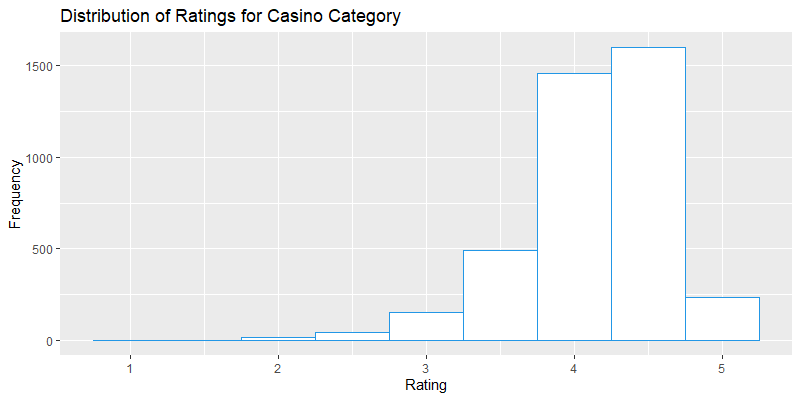 Distribution of Ratings for Casino Category
Frequency
1500
1000
500
0
1 2 3 4 5
Rating